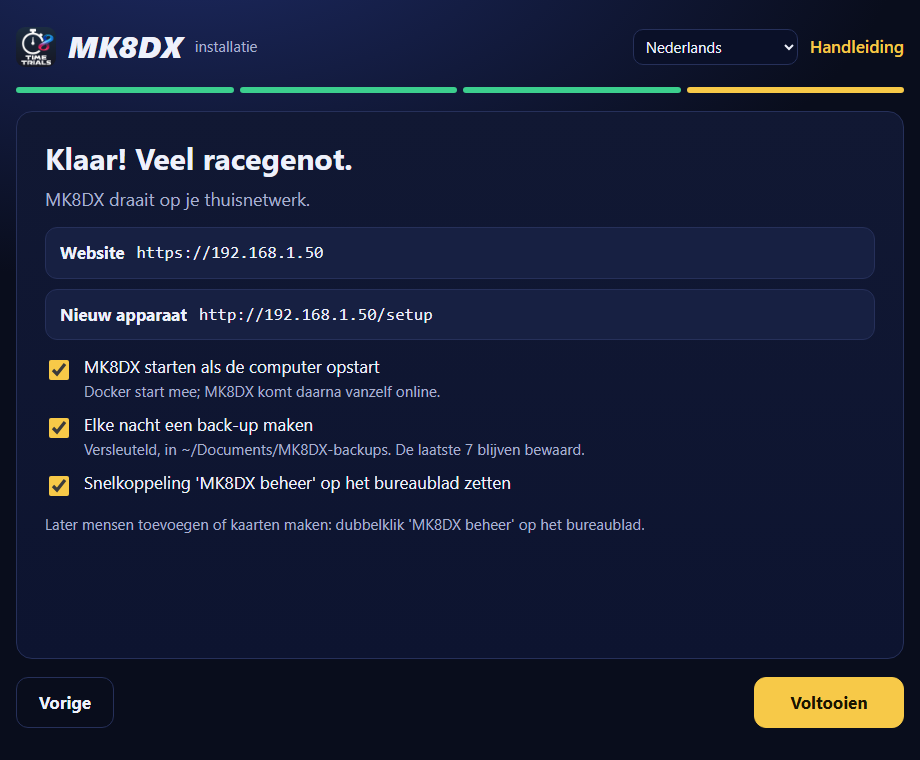 TIME
TRIALS
MK8DX installatie
Nederlands
Handleiding
Klaar! Veel racegenot.
MK8DX draait op je thuisnetwerk.
Website https://192.168.1.50
Nieuw apparaat http://192.168.1.50/setup
MK8DX starten als de computer opstart
Docker start mee; MK8DX komt daarna vanzelf online.
Elke nacht een back-up maken
Versleuteld, in ~/Documents/MK8DX-backups. De laatste 7 blijven bewaard.
Snelkoppeling 'MK8DX beheer' op het bureaublad zetten
Later mensen toevoegen of kaarten maken: dubbelklik 'MK8DX beheer' op het bureaublad.
Vorige
Voltooien